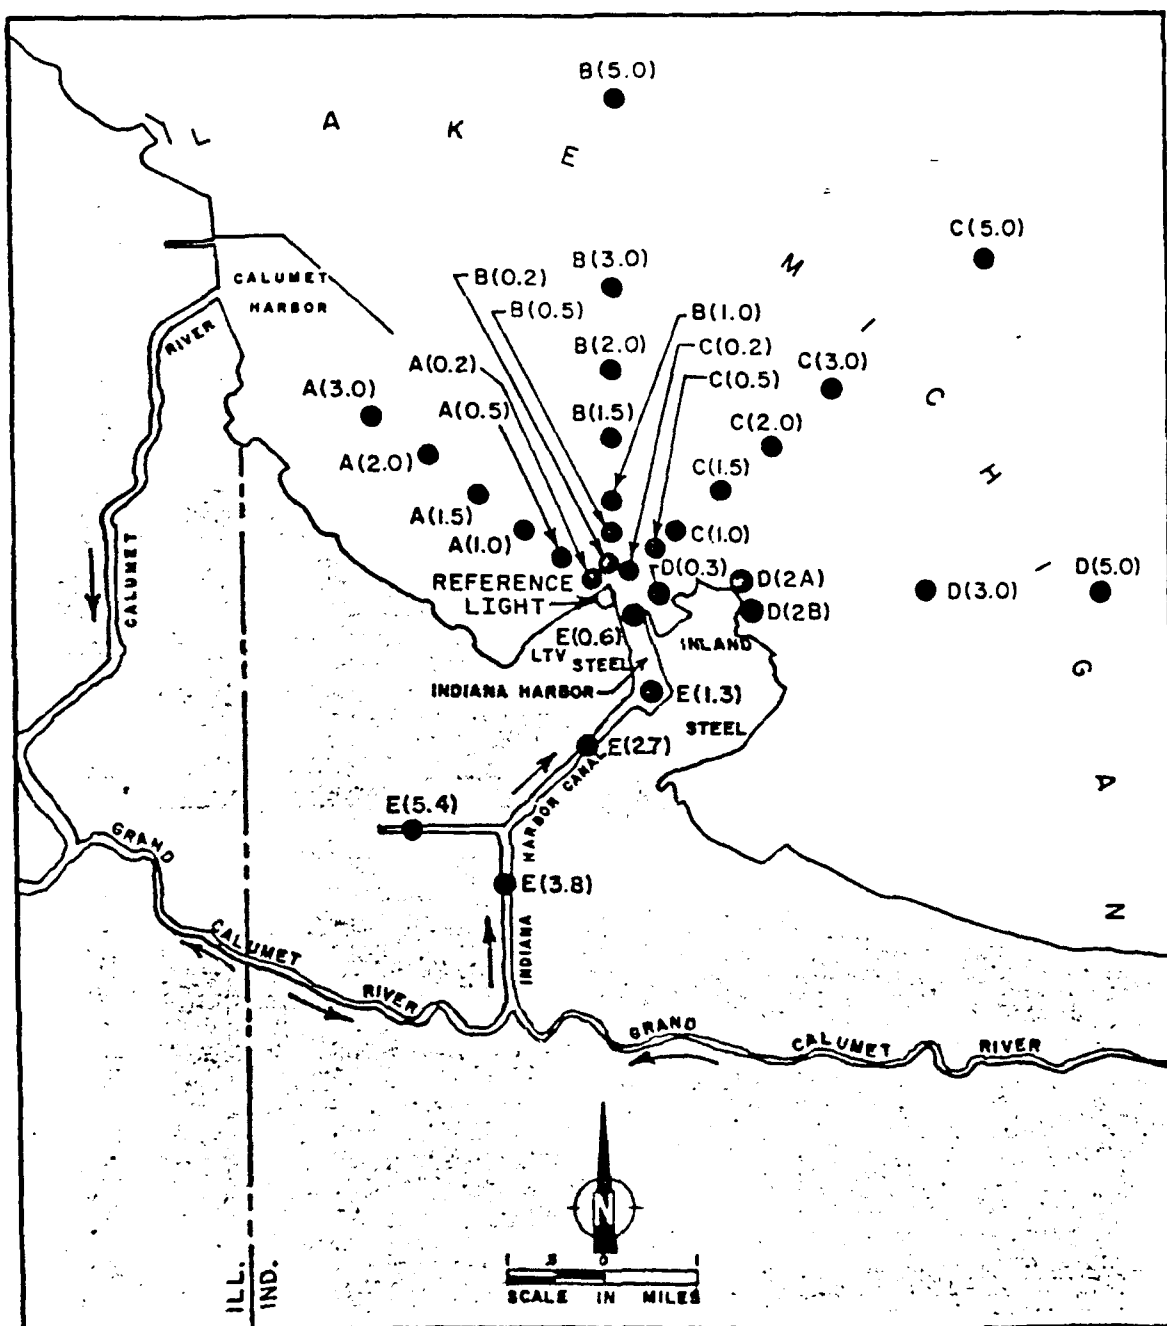 B(5.0)
L A K E
M I C H I G A N
C(5.0)
B(3.0)
B(0.2)
CALUMET
HARBOR
B(0.5)
B(1.0)
RIVER
B(2.0)
C(0.2)
A(0.2)
C(3.0)
C(0.5)
A(3.0)
A(0.5)
B(1.5)
C(2.0)
A(2.0)
C(1.5)
A(1.5)
A(1.0)
C(1.0)
CALUMET
D(0.3)
REFERENCE
LIGHT
D(2A)
D(3.0)
D(5.0)
D(2B)
E(0.6)
LTV
STEEL
INLAND
INDIANA HARBOR
E(1.3)
STEEL
E(2.7)
HARBOR CANAL
E(5.4)
GRAND
E(3.8)
CALUMET
INDIANA
RIVER
GRAND
CALUMET
RIVER
N
1 .5 0 1
SCALE IN MILES
ILL.
IND.